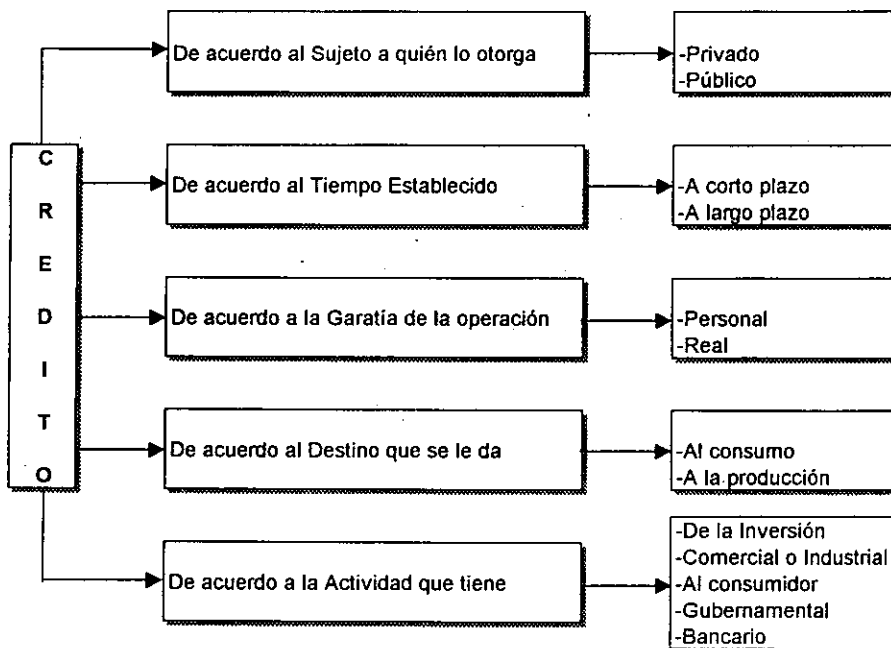 De acuerdo al Sujeto a quién lo otorga
-Privado
-Público
C
R
E
D
I
T
O
De acuerdo al Tiempo Establecido
-A corto plazo
-A largo plazo
De acuerdo a la Garatía de la operación
-Personal
-Real
De acuerdo al Destino que se le da
-Al consumo
-A la producción
De acuerdo a la Actividad que tiene
-De la Inversión
-Comercial o Industrial
-Al consumidor
-Gubernamental
-Bancario